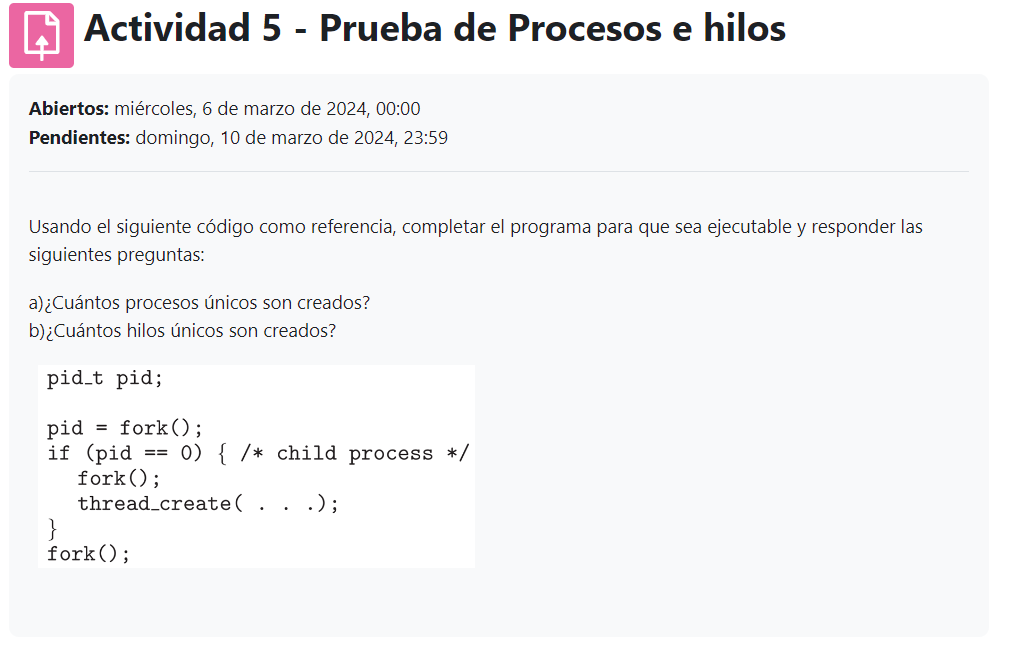 Actividad 5 - Prueba de Procesos e hilos
Abiertos: miércoles, 6 de marzo de 2024, 00:00
Pendientes: domingo, 10 de marzo de 2024, 23:59
Usando el siguiente código como referencia, completar el programa para que sea ejecutable y responder las
siguientes preguntas:
a)¿Cuántos procesos únicos son creados?
b)¿Cuántos hilos únicos son creados?
pid_t pid;
pid = fork();
if (pid == 0) { /* child process */
fork();
thread_create( . . .);
}
fork();